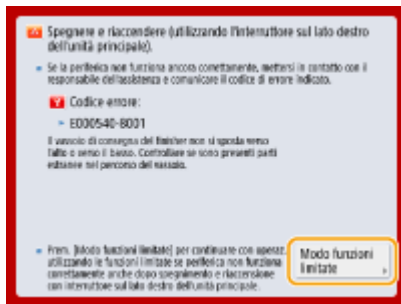 Spegnere e riaccendere (utilizzando l'interruttore sul lato destro
dell'unità principale).
Se la periferica non funziona ancora correttamente, mettersi in contatto con il
responsabile dell'assistenza e comunicare il codice di errore indicato.
Codice errore:
E000540-8001
Il vassoio di consegna del finisher non si sposta verso
l'alto o verso il basso. Controllare se sono presenti parti
estranee nel percorso del vassoio.
Prem. [Modo funzioni limitate] per continuare con operaz.
utilizzando le funzioni limitate se periferica non funziona
correttamente anche dopo spegnimento e riaccensione
con interruttore sul lato destro dell'unità principale.
Modo funzioni
limitate